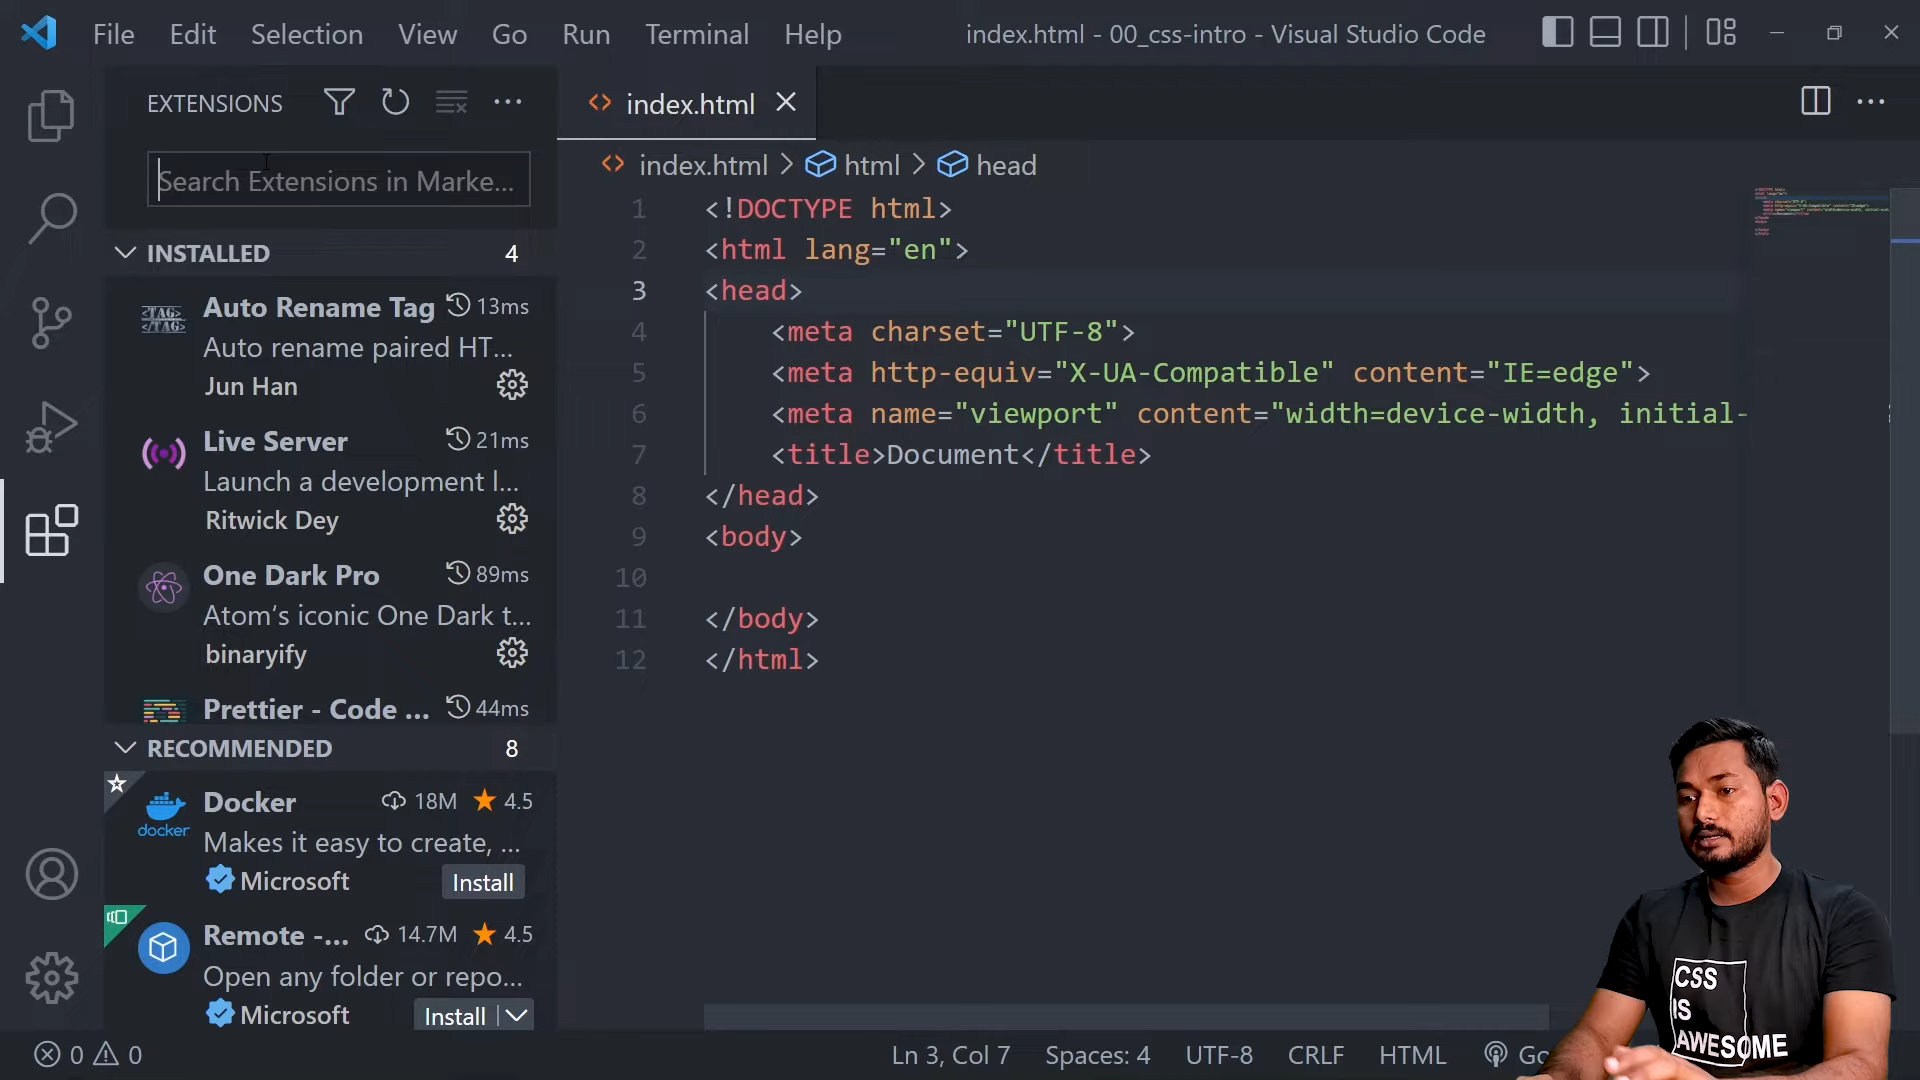 File Edit Selection View Go Run Terminal Help index.html - 00_css-intro - Visual Studio Code
EXTENSIONS
Search Extensions in Marke...
INSTALLED 4
Auto Rename Tag 13ms
Auto rename paired HT...
Jun Han
Live Server 21ms
Launch a development l...
Ritwick Dey
One Dark Pro 89ms
Atom's iconic One Dark t...
binaryify
Prettier - Code ... 44ms
RECOMMENDED 8
Docker 18M 4.5
docker
Makes it easy to create, ...
Microsoft Install
Remote -... 14.7M 4.5
Open any folder or repo...
Microsoft Install
<TAG>
</TAG>
index.html
index.html > html > head
1 <!DOCTYPE html>
2 <html lang="en">
3 <head>
4 <meta charset="UTF-8">
5 <meta http-equiv="X-UA-Compatible" content="IE=edge">
6 <meta name="viewport" content="width=device-width, initial-
7 <title>Document</title>
8 </head>
9 <body>
10
11 </body>
12 </html>
0 0 Ln 3, Col 7 Spaces: 4 UTF-8 CRLF HTML Go
CSS
IS
AWESOME